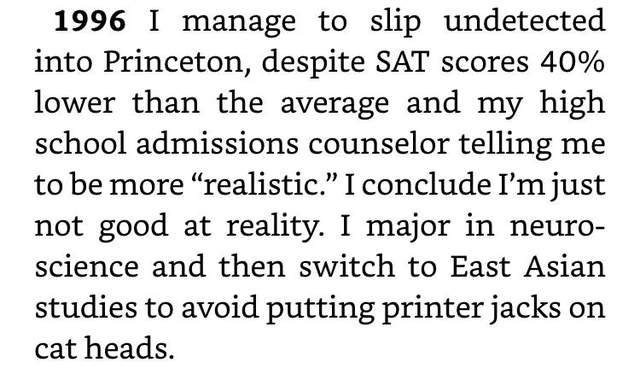 1996 I manage to slip undetected
into Princeton, despite SAT scores 40%
lower than the average and my high
school admissions counselor telling me
to be more “realistic.” I conclude I’m just
not good at reality. I major in neuro-
science and then switch to East Asian
studies to avoid putting printer jacks on
cat heads.